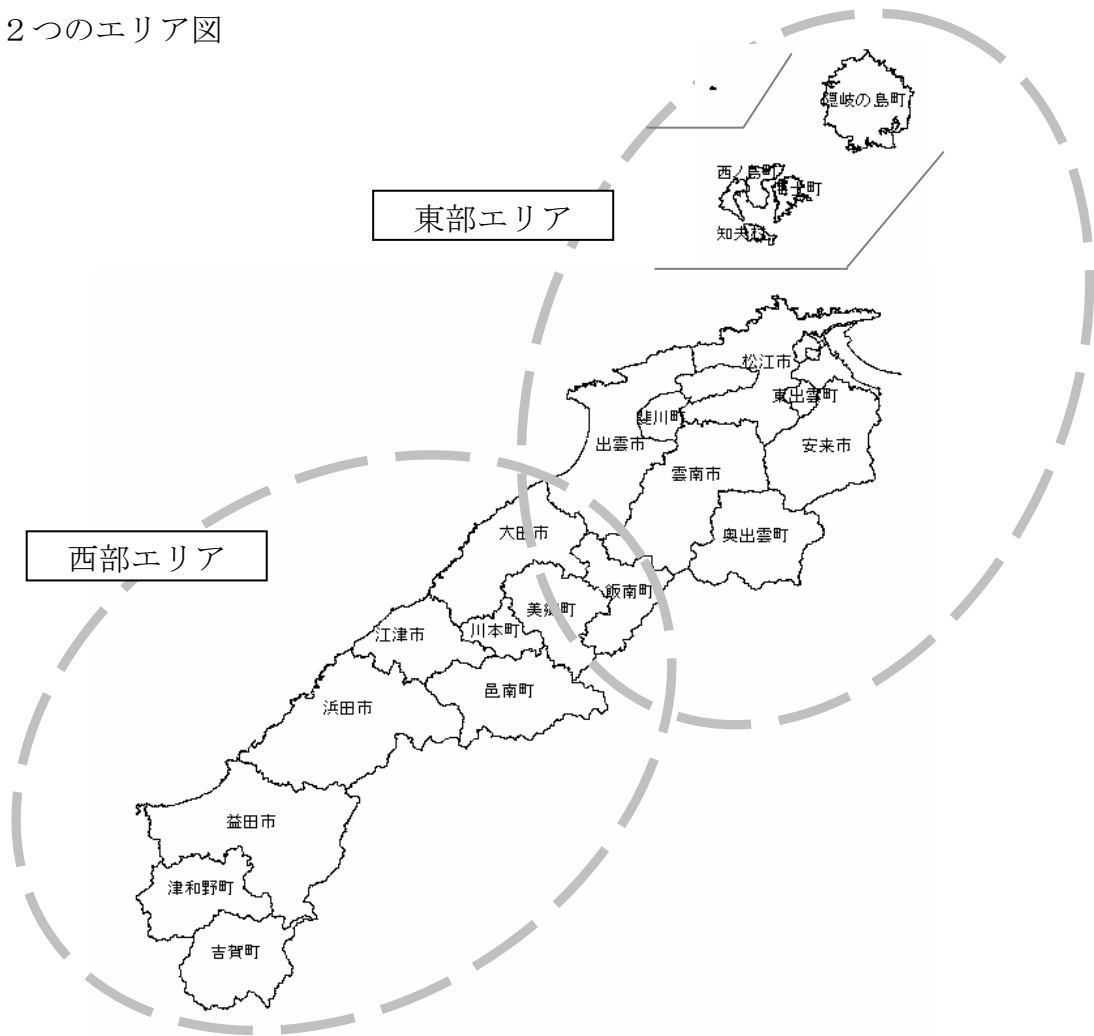 ２つのエリア図
隠岐の島町
西ノ島町
海士町
知夫村
東部エリア
松江市
東出雲町
斐川町
出雲市
安来市
雲南市
大田市
奥出雲町
西部エリア
飯南町
美郷町
川本町
江津市
邑南町
浜田市
益田市
津和野町
吉賀町